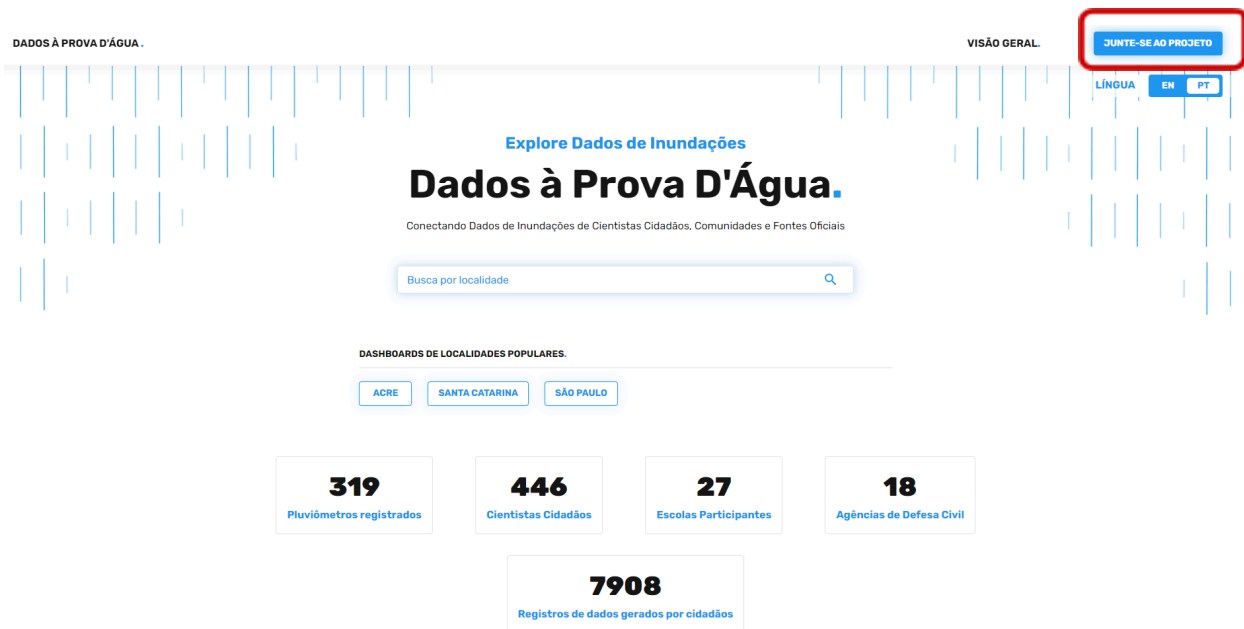 DADOS À PROVA D'ÁGUA.
VISÃO GERAL.
JUNTE-SE AO PROJETO
LÍNGUA
EN
PT
Explore Dados de Inundações
Dados à Prova D'Água.
Conectando Dados de Inundações de Cientistas Cidadãos, Comunidades e Fontes Oficiais
Busca por localidade
DASHBOARDS DE LOCALIDADES POPULARES.
ACRE
SANTA CATARINA
SÃO PAULO
319
Pluviômetros registrados
446
Cientistas Cidadãos
27
Escolas Participantes
18
Agências de Defesa Civil
7908
Registros de dados gerados por cidadãos